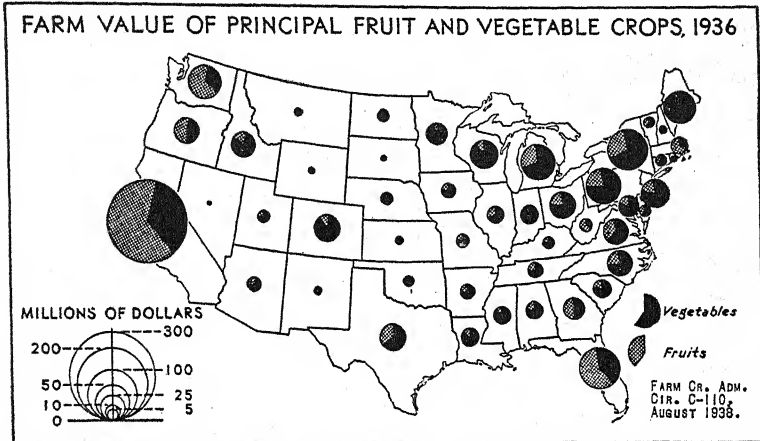 FARM VALUE OF PRINCIPAL FRUIT AND VEGETABLE CROPS, 1936
MILLIONS OF DOLLARS
300
200
100
50
25
10
5
0
Vegetables
Fruits
FARM CR. ADM.
CIR. C-110,
AUGUST 1938.